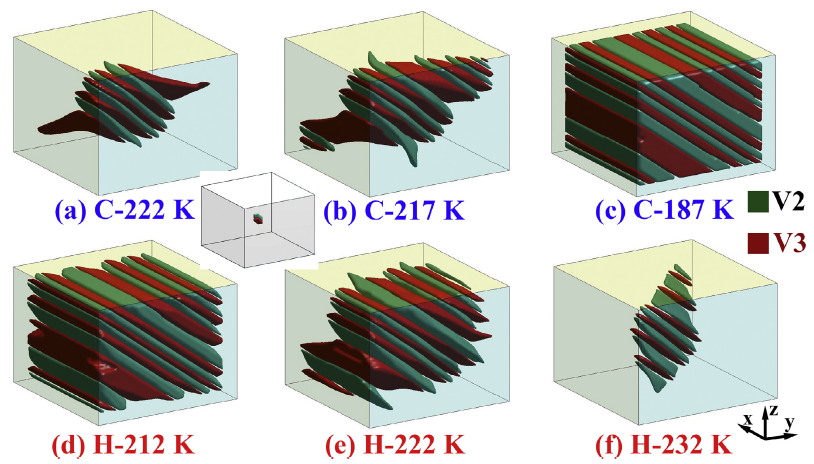 (a) C-222 K
(b) C-217 K
(c) C-187 K
V2
V3
(d) H-212 K
(e) H-222 K
(f) H-232 K
x
z
y